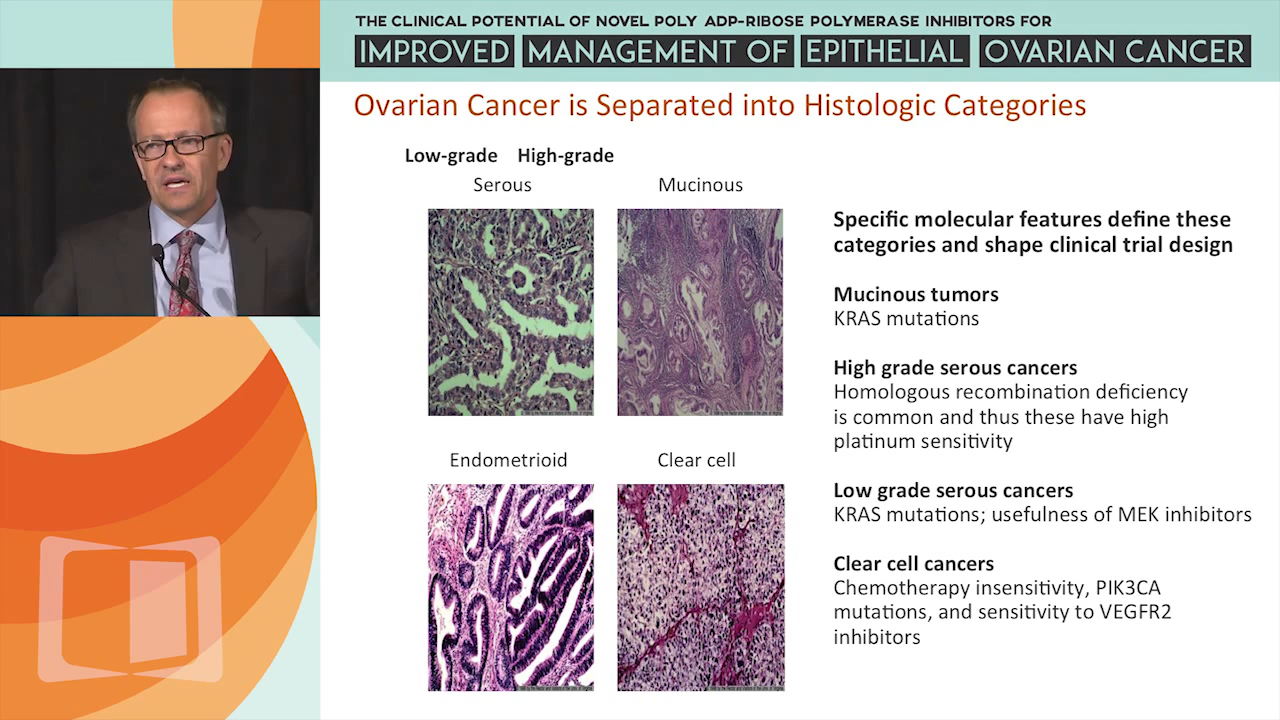 THE CLINICAL POTENTIAL OF NOVEL POLY ADP-RIBOSE POLYMERASE INHIBITORS FOR
IMPROVED MANAGEMENT OF EPITHELIAL OVARIAN CANCER
Ovarian Cancer is Separated into Histologic Categories
Low-grade High-grade
Serous Mucinous
Endometrioid Clear cell
Specific molecular features define these
categories and shape clinical trial design
Mucinous tumors
KRAS mutations
High grade serous cancers
Homologous recombination deficiency
is common and thus these have high
platinum sensitivity
Low grade serous cancers
KRAS mutations; usefulness of MEK inhibitors
Clear cell cancers
Chemotherapy insensitivity, PIK3CA
mutations, and sensitivity to VEGFR2
inhibitors